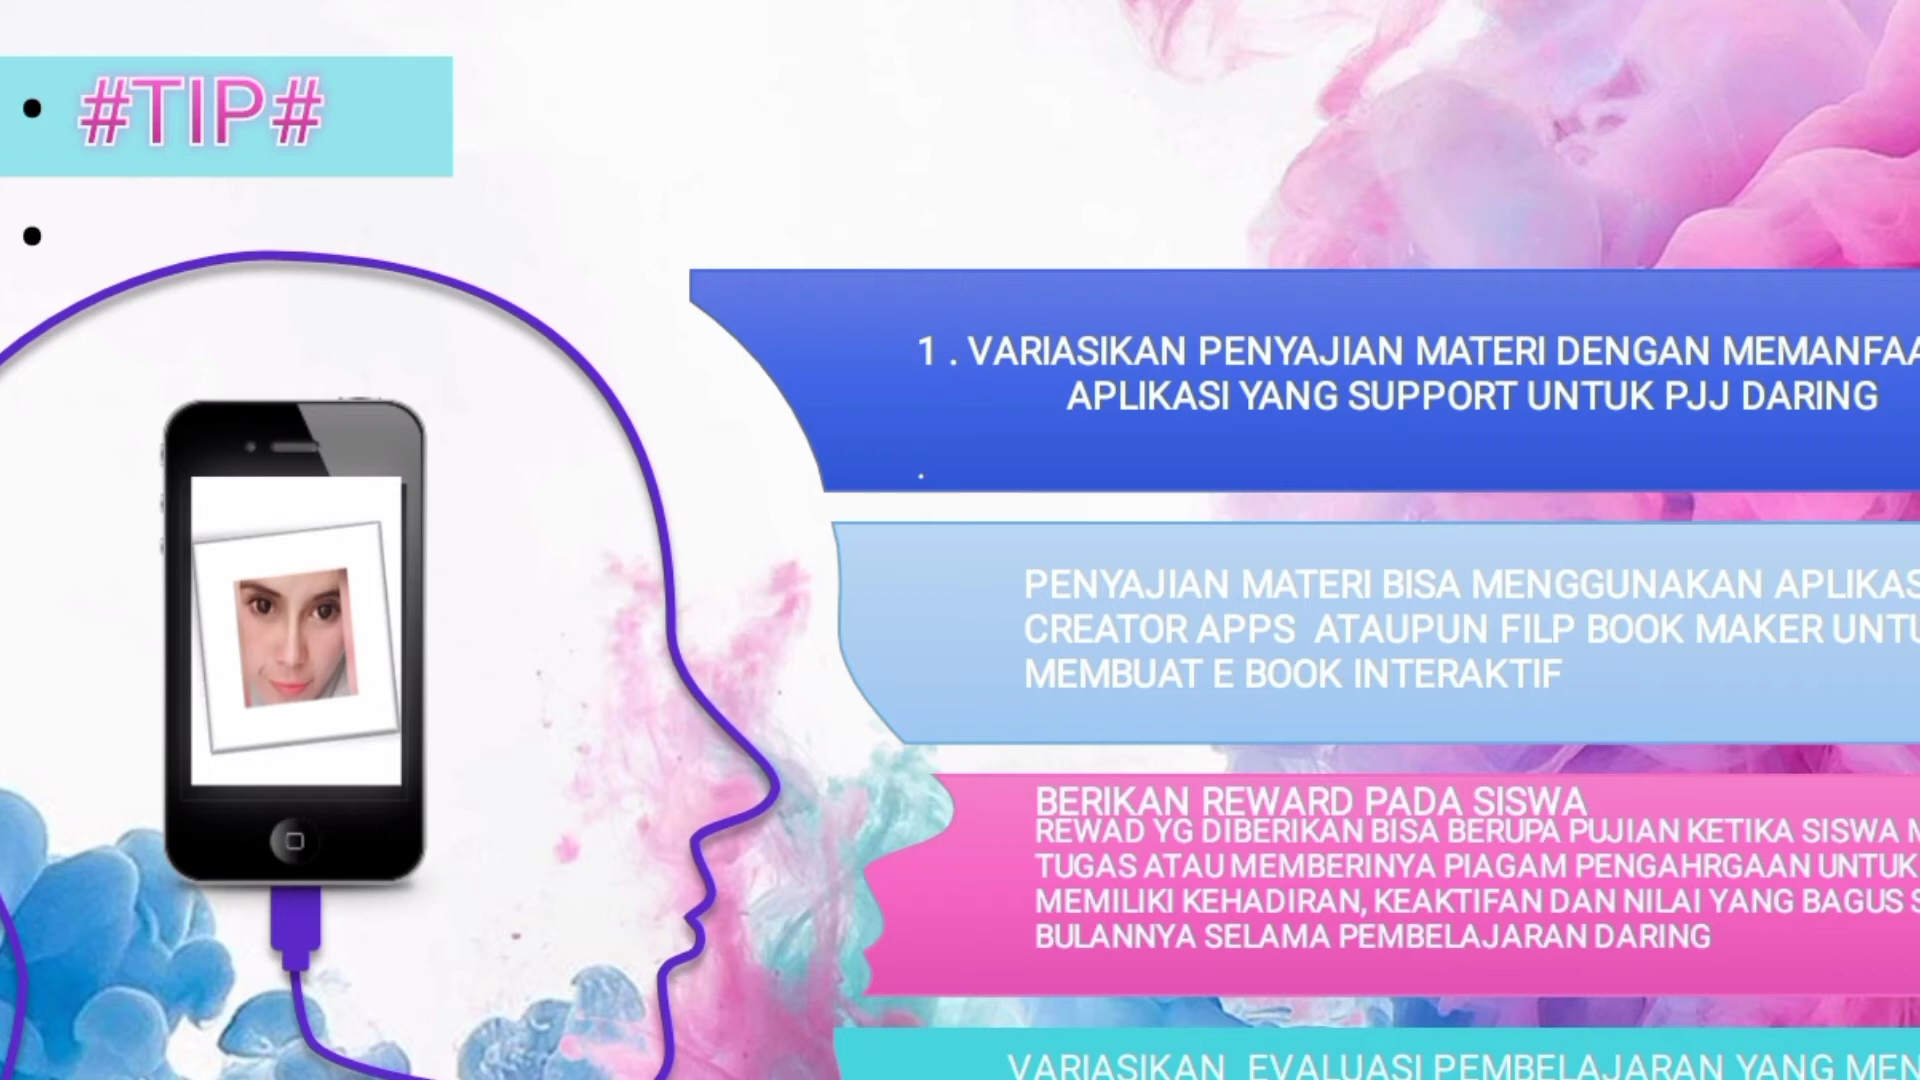 #TIP#
1 . VARIASIKAN PENYAJIAN MATERI DENGAN MEMANFAA
APLIKASI YANG SUPPORT UNTUK PJJ DARING
.
PENYAJIAN MATERI BISA MENGGUNAKAN APLIKAS
CREATOR APPS ATAUPUN FILP BOOK MAKER UNTU
MEMBUAT E BOOK INTERAKTIF
BERIKAN REWARD PADA SISWA
REWAD YG DIBERIKAN BISA BERUPA PUJIAN KETIKA SISWA M
TUGAS ATAU MEMBERINYA PIAGAM PENGAHRGAAN UNTUK
MEMILIKI KEHADIRAN, KEAKTIFAN DAN NILAI YANG BAGUS S
BULANNYA SELAMA PEMBELAJARAN DARING
VARIASIKAN EVALUASI PEMBELAJARAN YANG MEN